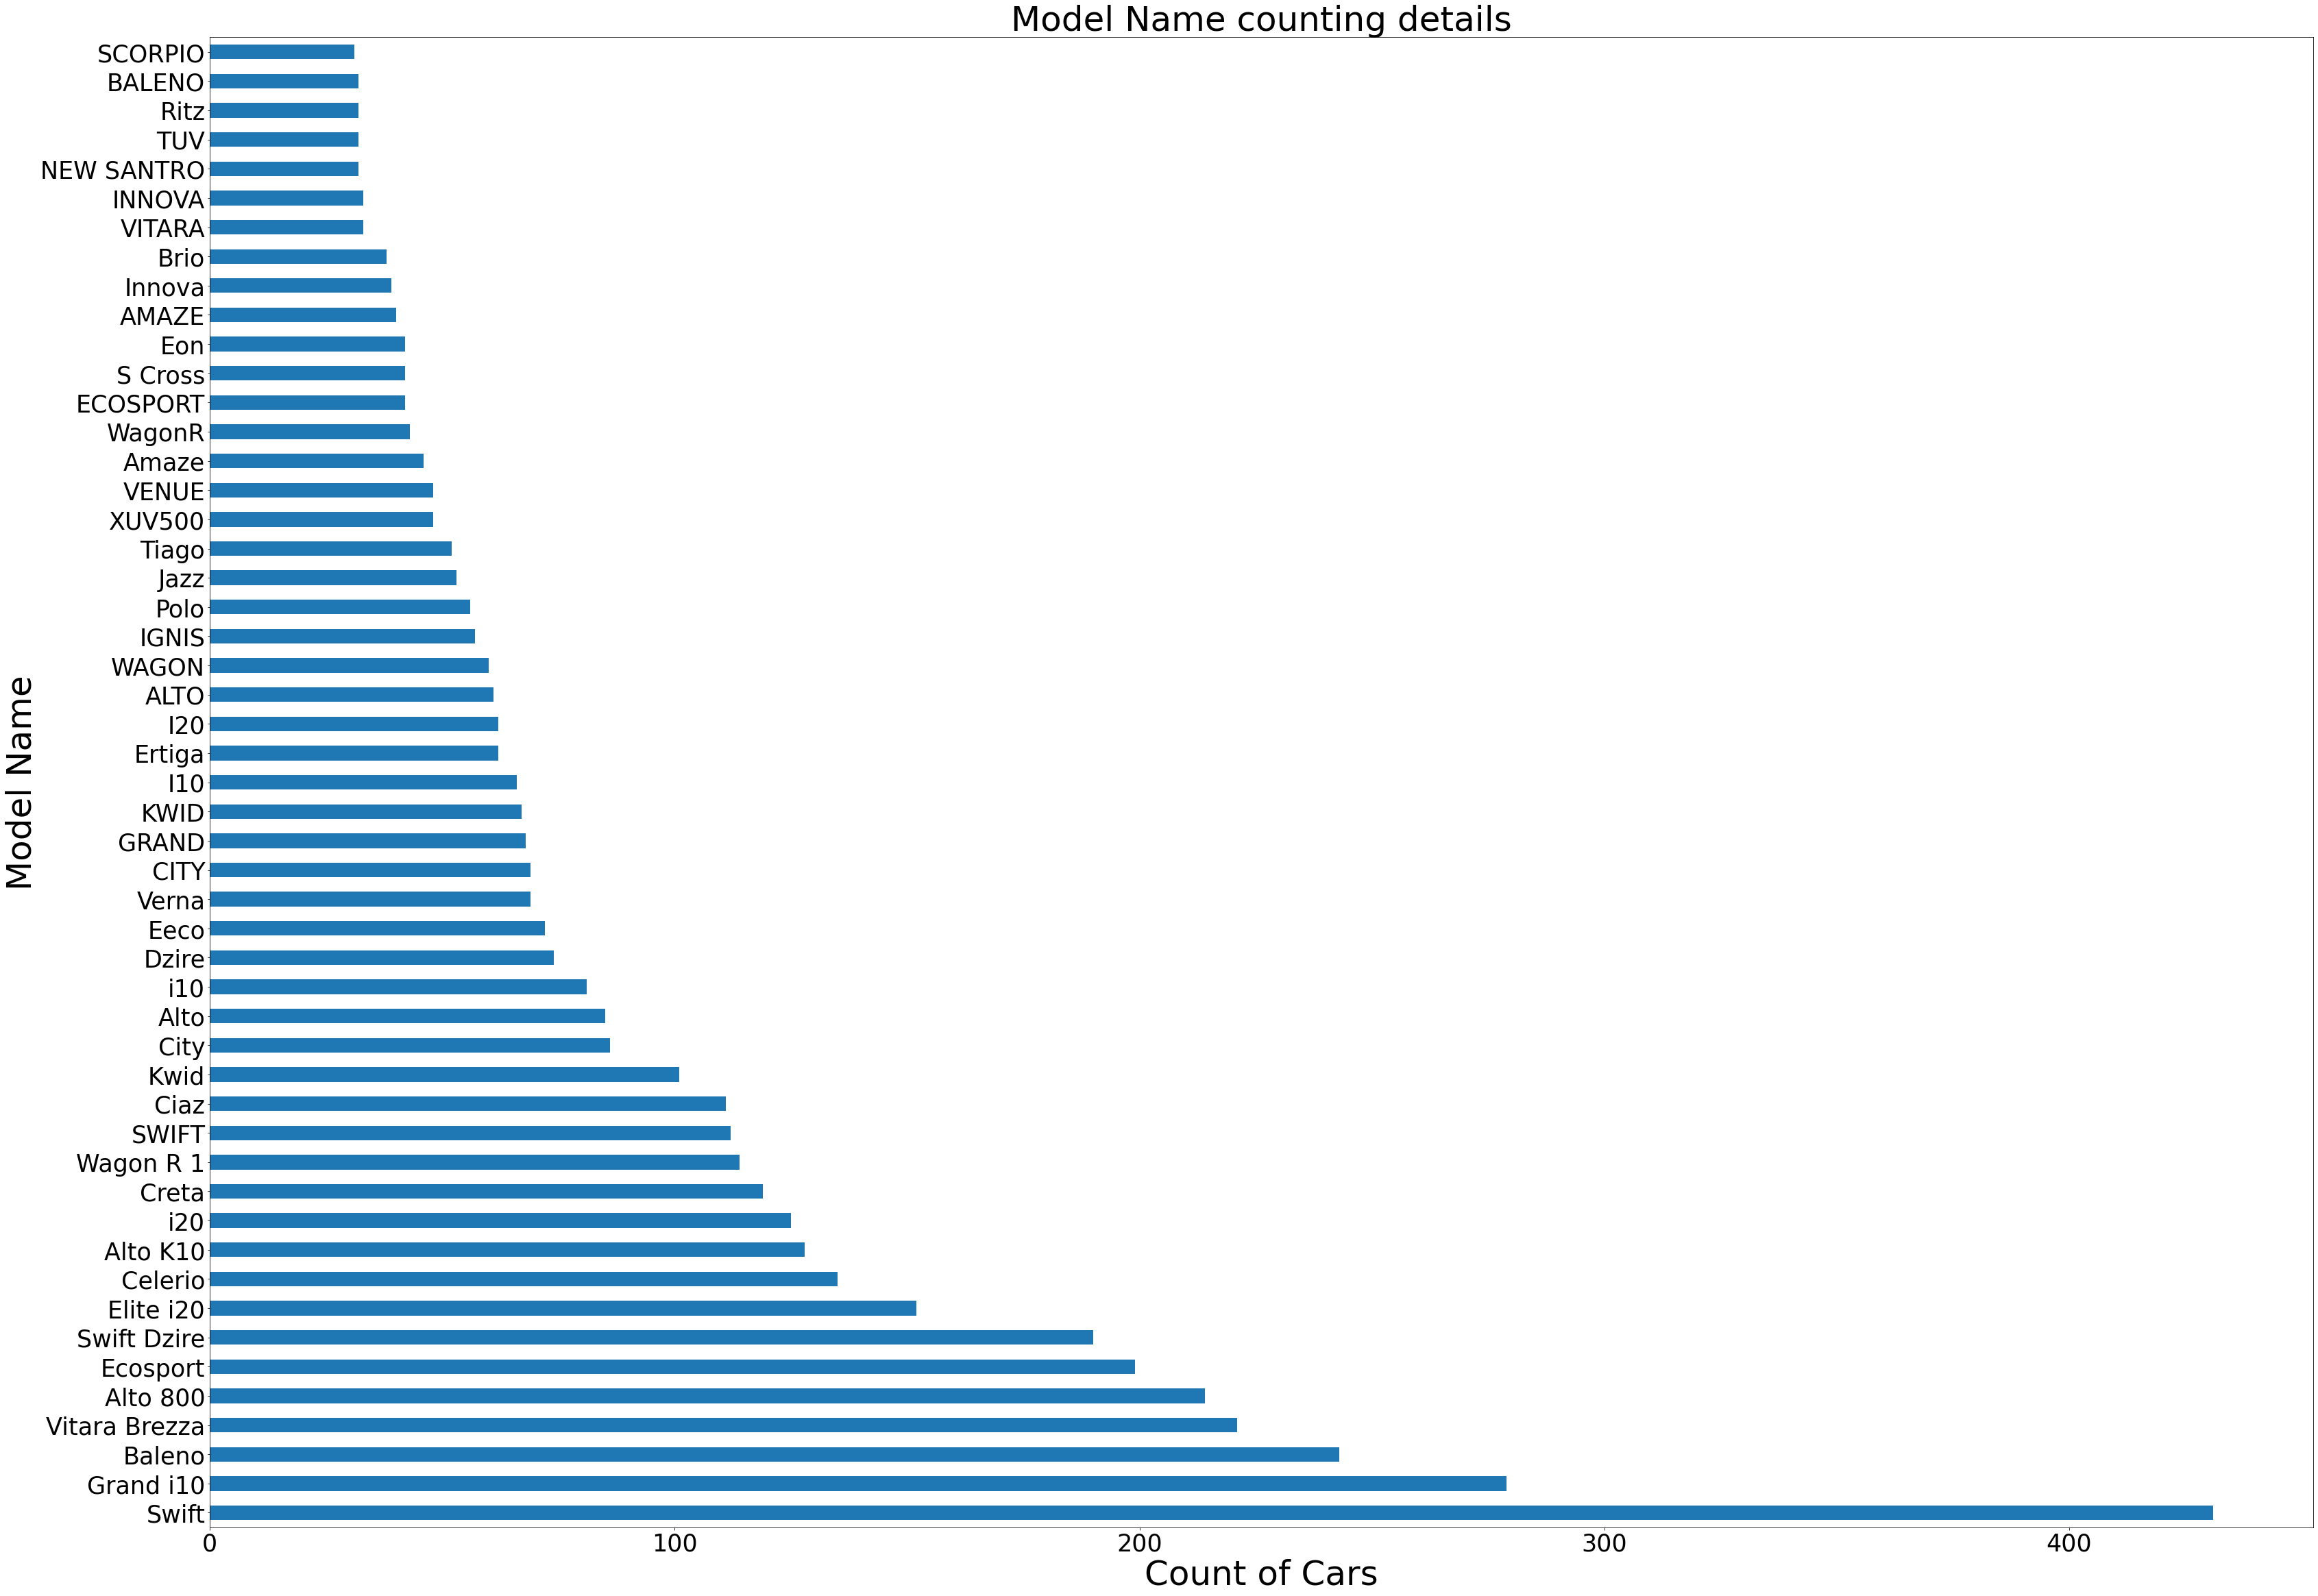 Model Name counting details
Model Name
SCORPIO
BALENO
Ritz
TUV
NEW SANTRO
INNOVA
VITARA
Brio
Innova
AMAZE
Eon
S Cross
ECOSPORT
WagonR
Amaze
VENUE
XUV500
Tiago
Jazz
Polo
IGNIS
WAGON
ALTO
I20
Ertiga
I10
KWID
GRAND
CITY
Verna
Eeco
Dzire
i10
Alto
City
Kwid
Ciaz
SWIFT
Wagon R 1
Creta
i20
Alto K10
Celerio
Elite i20
Swift Dzire
Ecosport
Alto 800
Vitara Brezza
Baleno
Grand i10
Swift
0 100 200 300 400
Count of Cars